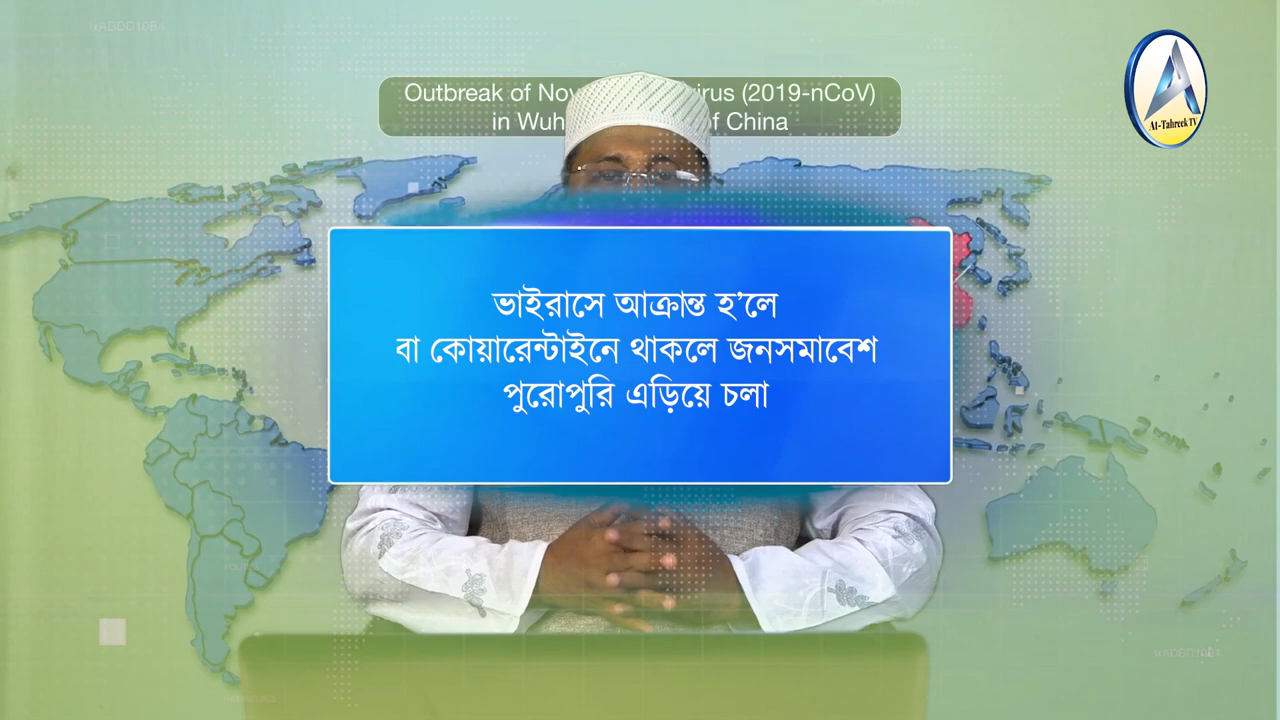 Outbreak of Nov irus (2019-nCoV)
in Wuh of China
At-Tahreek TV
ভাইরাসে আক্রান্ত হ'লে
বা কোয়ারেন্টাইনে থাকলে জনসমাবেশ
পুরোপুরি এড়িয়ে চলা